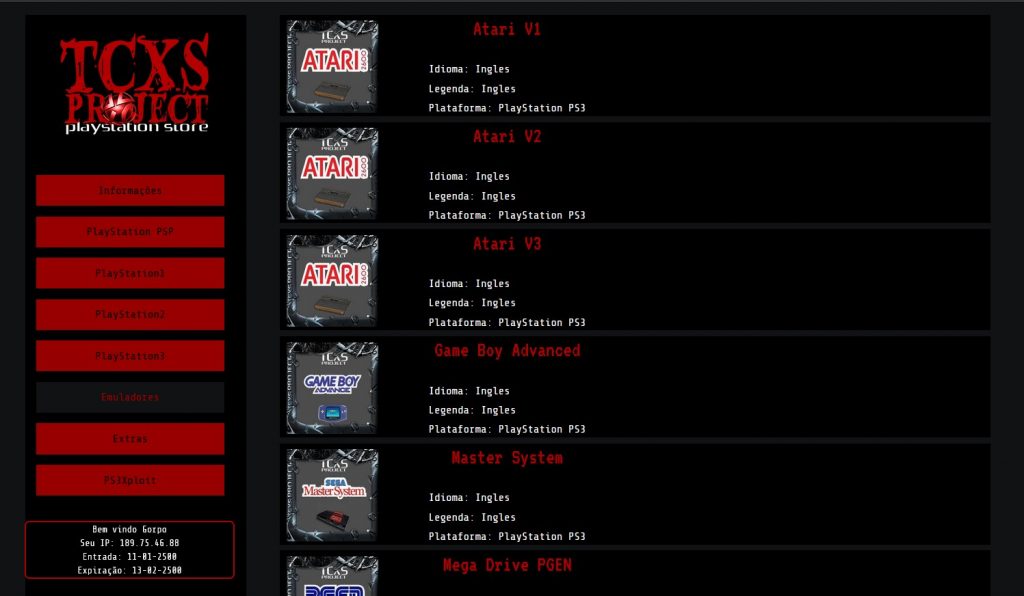 TCXS
PROJECT
playstation store
Informações
PlayStation PSP
PlayStation1
PlayStation2
PlayStation3
Emuladores
Extras
PS3Xploit
Bem vindo Gorpo
Seu IP: 189.75.46.88
Entrada: 11-01-2500
Expiração: 13-02-2500
TCXS
PROJECT
ATARI 2600
Atari V1
Idioma: Ingles
Legenda: Ingles
Plataforma: PlayStation PS3
TCXS
PROJECT
ATARI 2600
Atari V2
Idioma: Ingles
Legenda: Ingles
Plataforma: PlayStation PS3
TCXS
PROJECT
ATARI 2600
Atari V3
Idioma: Ingles
Legenda: Ingles
Plataforma: PlayStation PS3
TCXS
PROJECT
GAME BOY
ADVANCE
Game Boy Advanced
Idioma: Ingles
Legenda: Ingles
Plataforma: PlayStation PS3
TCXS
PROJECT
SEGA
Master System
Master System
Idioma: Ingles
Legenda: Ingles
Plataforma: PlayStation PS3
TCXS
PROJECT
PGEN
Mega Drive PGEN